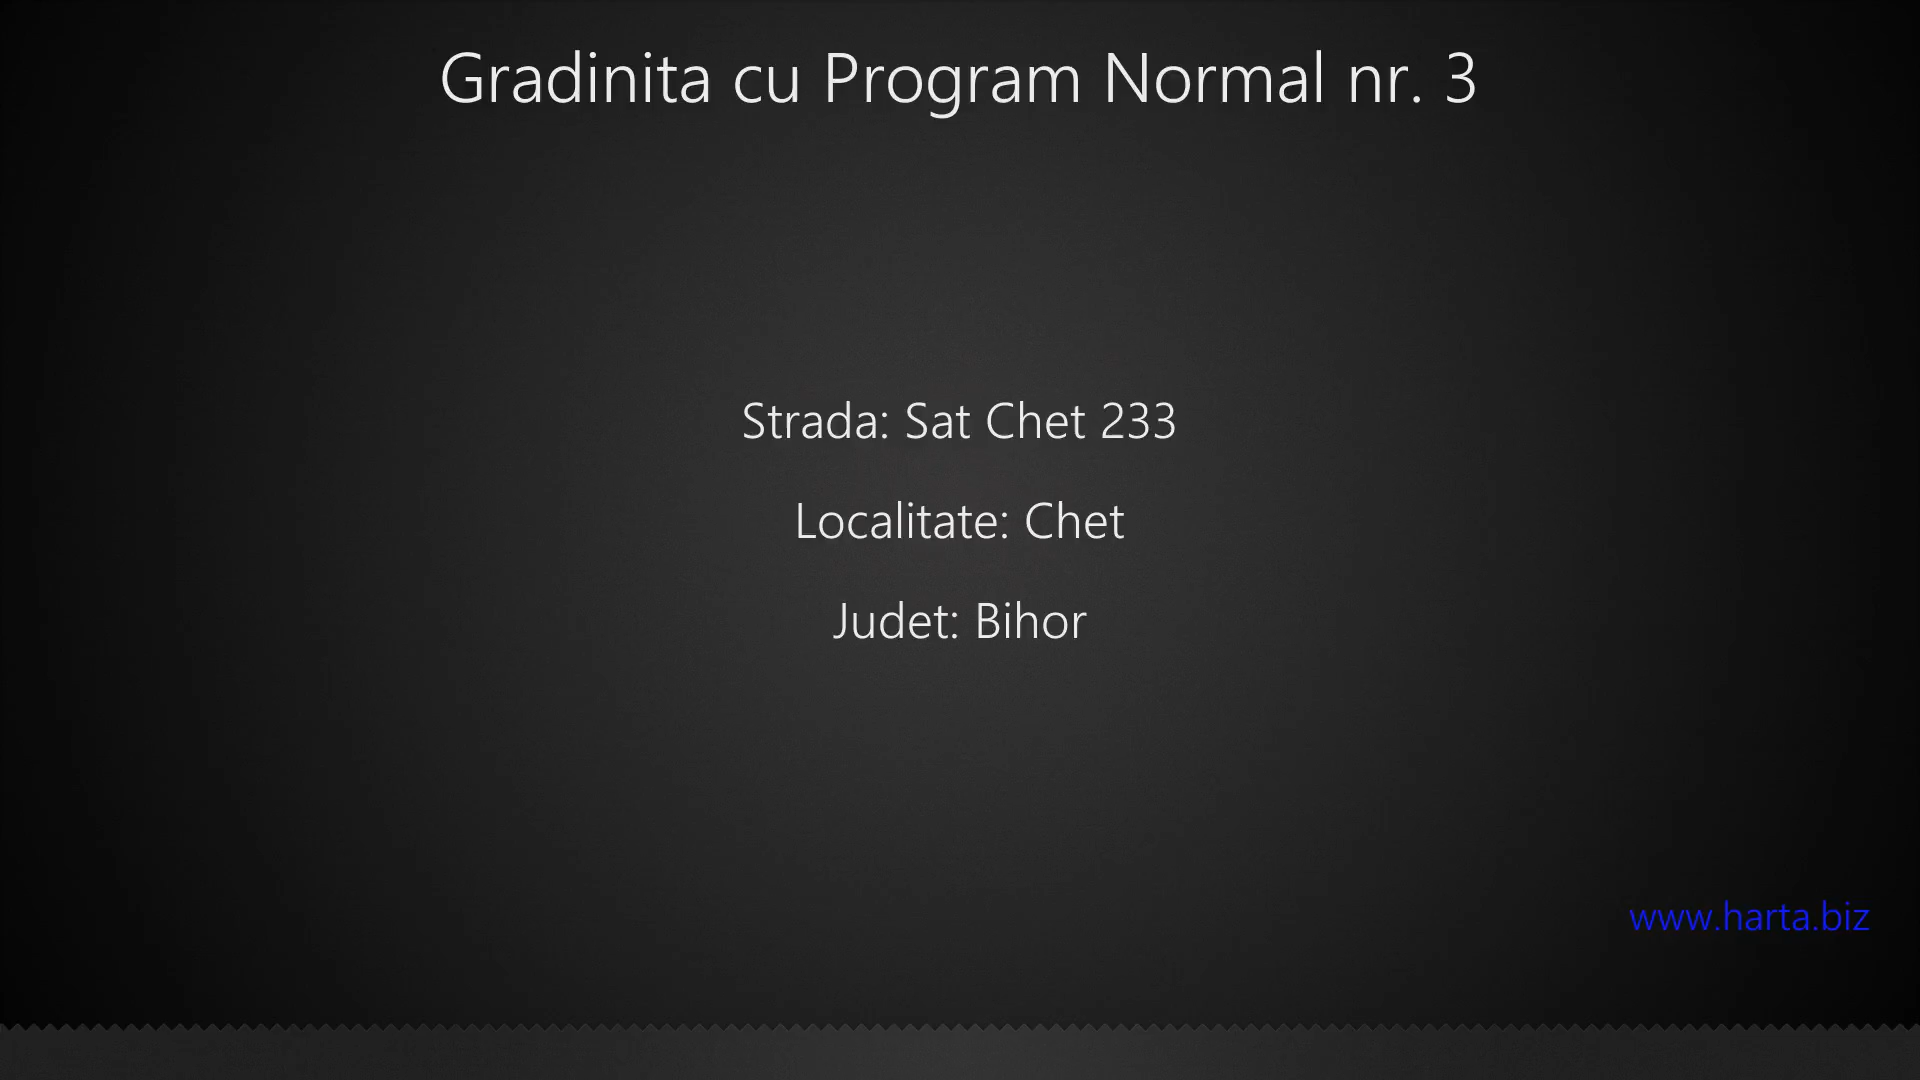 Gradinita cu Program Normal nr. 3
Strada: Sat Chet 233
Localitate: Chet
Judet: Bihor
www.harta.biz